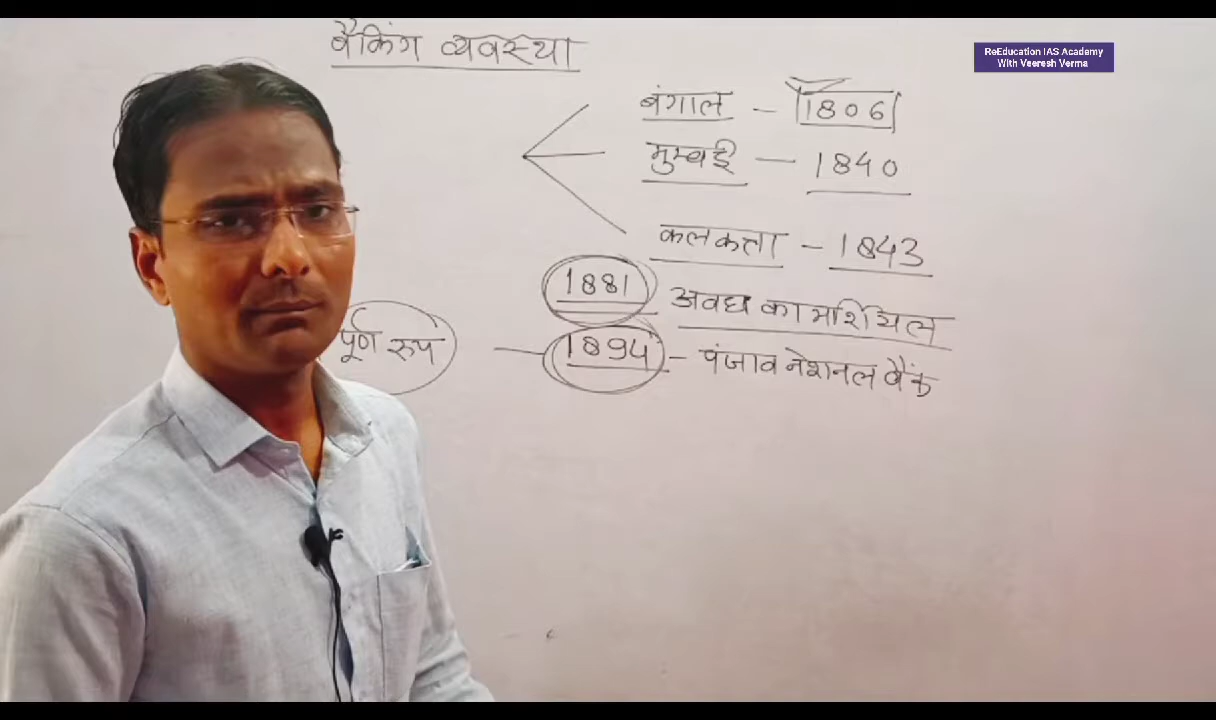 बैंकिंग व्यवस्था
ReEducation IAS Academy
With Veeresh Verma
बंगाल - 1806
मुम्बई - 1840
कलकत्ता - 1843
1881 अवध कामर्शियल
पूर्ण रूप - 1894 - पंजाव नेशनल बैंक